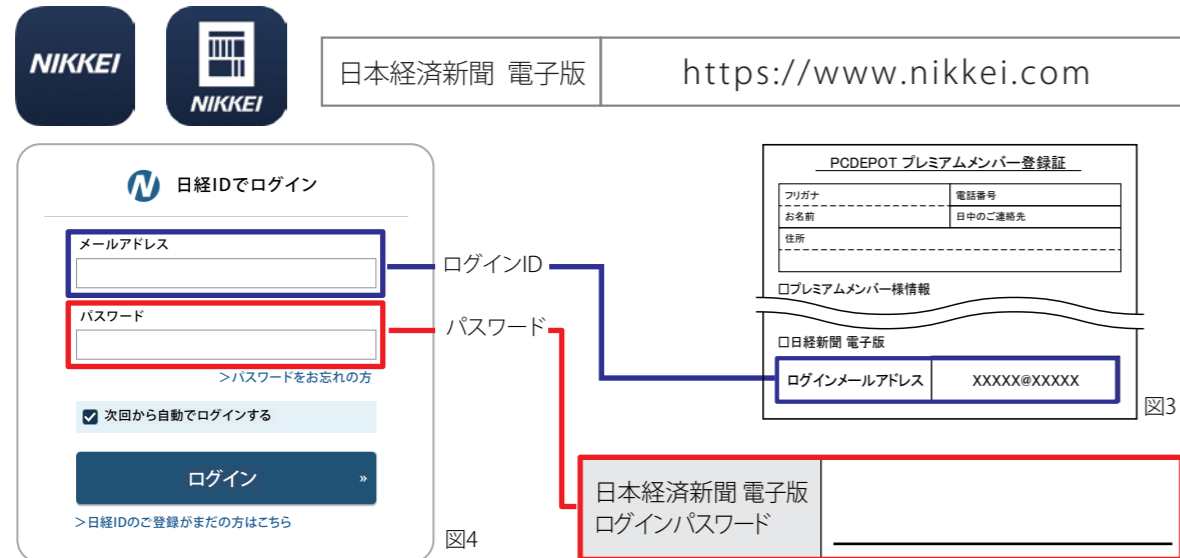 NIKKEI
NIKKEI
日本経済新聞 電子版
https://www.nikkei.com
日経IDでログイン
メールアドレス
パスワード
>パスワードをお忘れの方
次回から自動でログインする
ログイン »
>日経IDのご登録がまだの方はこちら
図4
ログインID
パスワード
PCDEPOT プレミアムメンバー登録証
フリガナ
電話番号
お名前
日中のご連絡先
住所
□プレミアムメンバー様情報
□日経新聞 電子版
ログインメールアドレス
XXXXX@XXXXX
図3
日本経済新聞 電子版
ログインパスワード